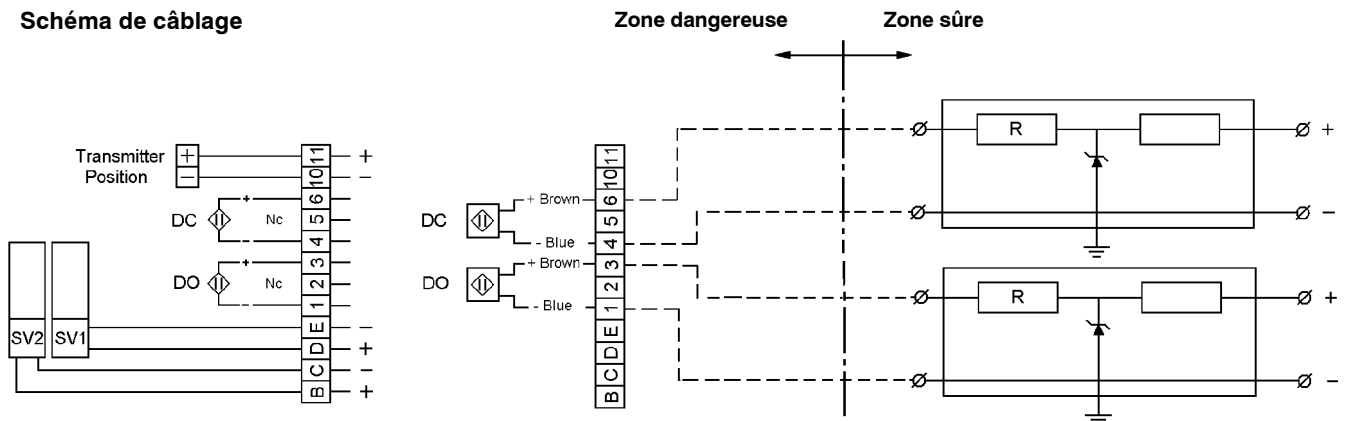 Schéma de câblage
Zone dangereuse
Zone sûre
Transmitter + 11 +
Position - 10 -
+ 6
DC Nc 5
- 4
+ 3
DO Nc 2
- 1
E -
SV2 SV1 D +
C -
B +
11
10
+ Brown 6
DC 5
- Blue 4
+ Brown 3
DO 2
- Blue 1
E
D
C
B
R +
-
R +
-